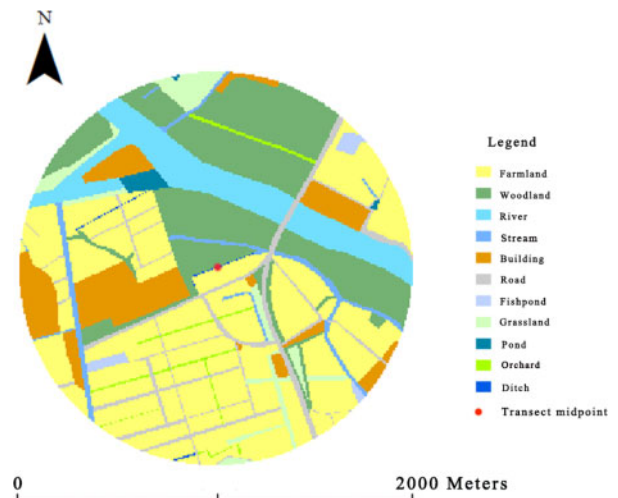 N
Legend
Farmland
Woodland
River
Stream
Building
Road
Fishpond
Grassland
Pond
Orchard
Ditch
Transect midpoint
0 2000 Meters